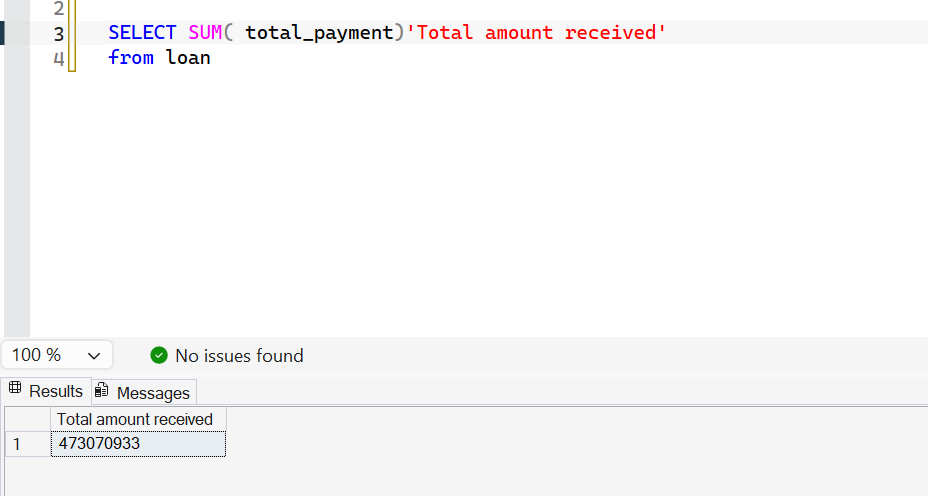 2
3 SELECT SUM( total_payment)'Total amount received'
4 from loan
100 %
No issues found
Results
Messages
Total amount received
1 473070933